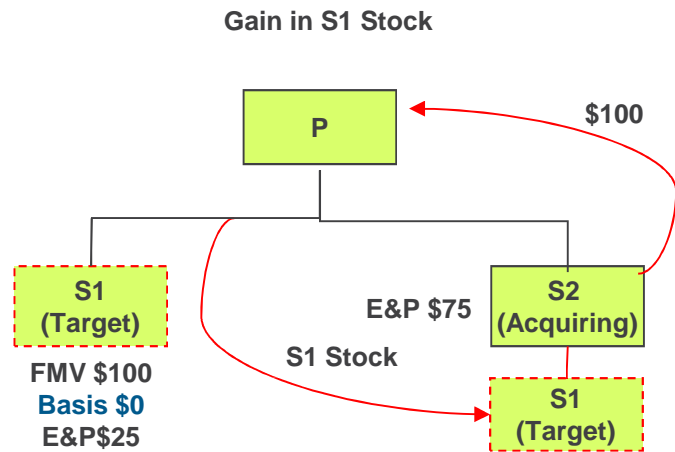 Gain in S1 Stock
P
$100
S1
(Target)
FMV $100
Basis $0
E&P$25
S1 Stock
E&P $75
S2
(Acquiring)
S1
(Target)